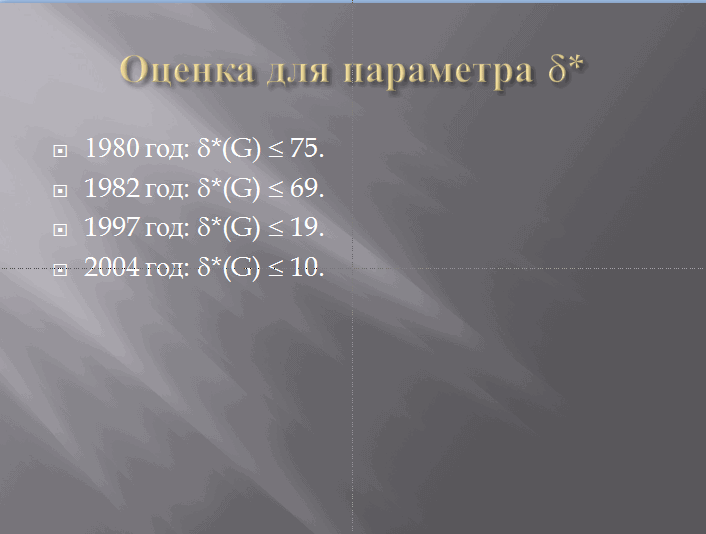 Оценка для параметра δ*
1980 год: δ*(G) ≤ 75.
1982 год: δ*(G) ≤ 69.
1997 год: δ*(G) ≤ 19.
2004 год: δ*(G) ≤ 10.